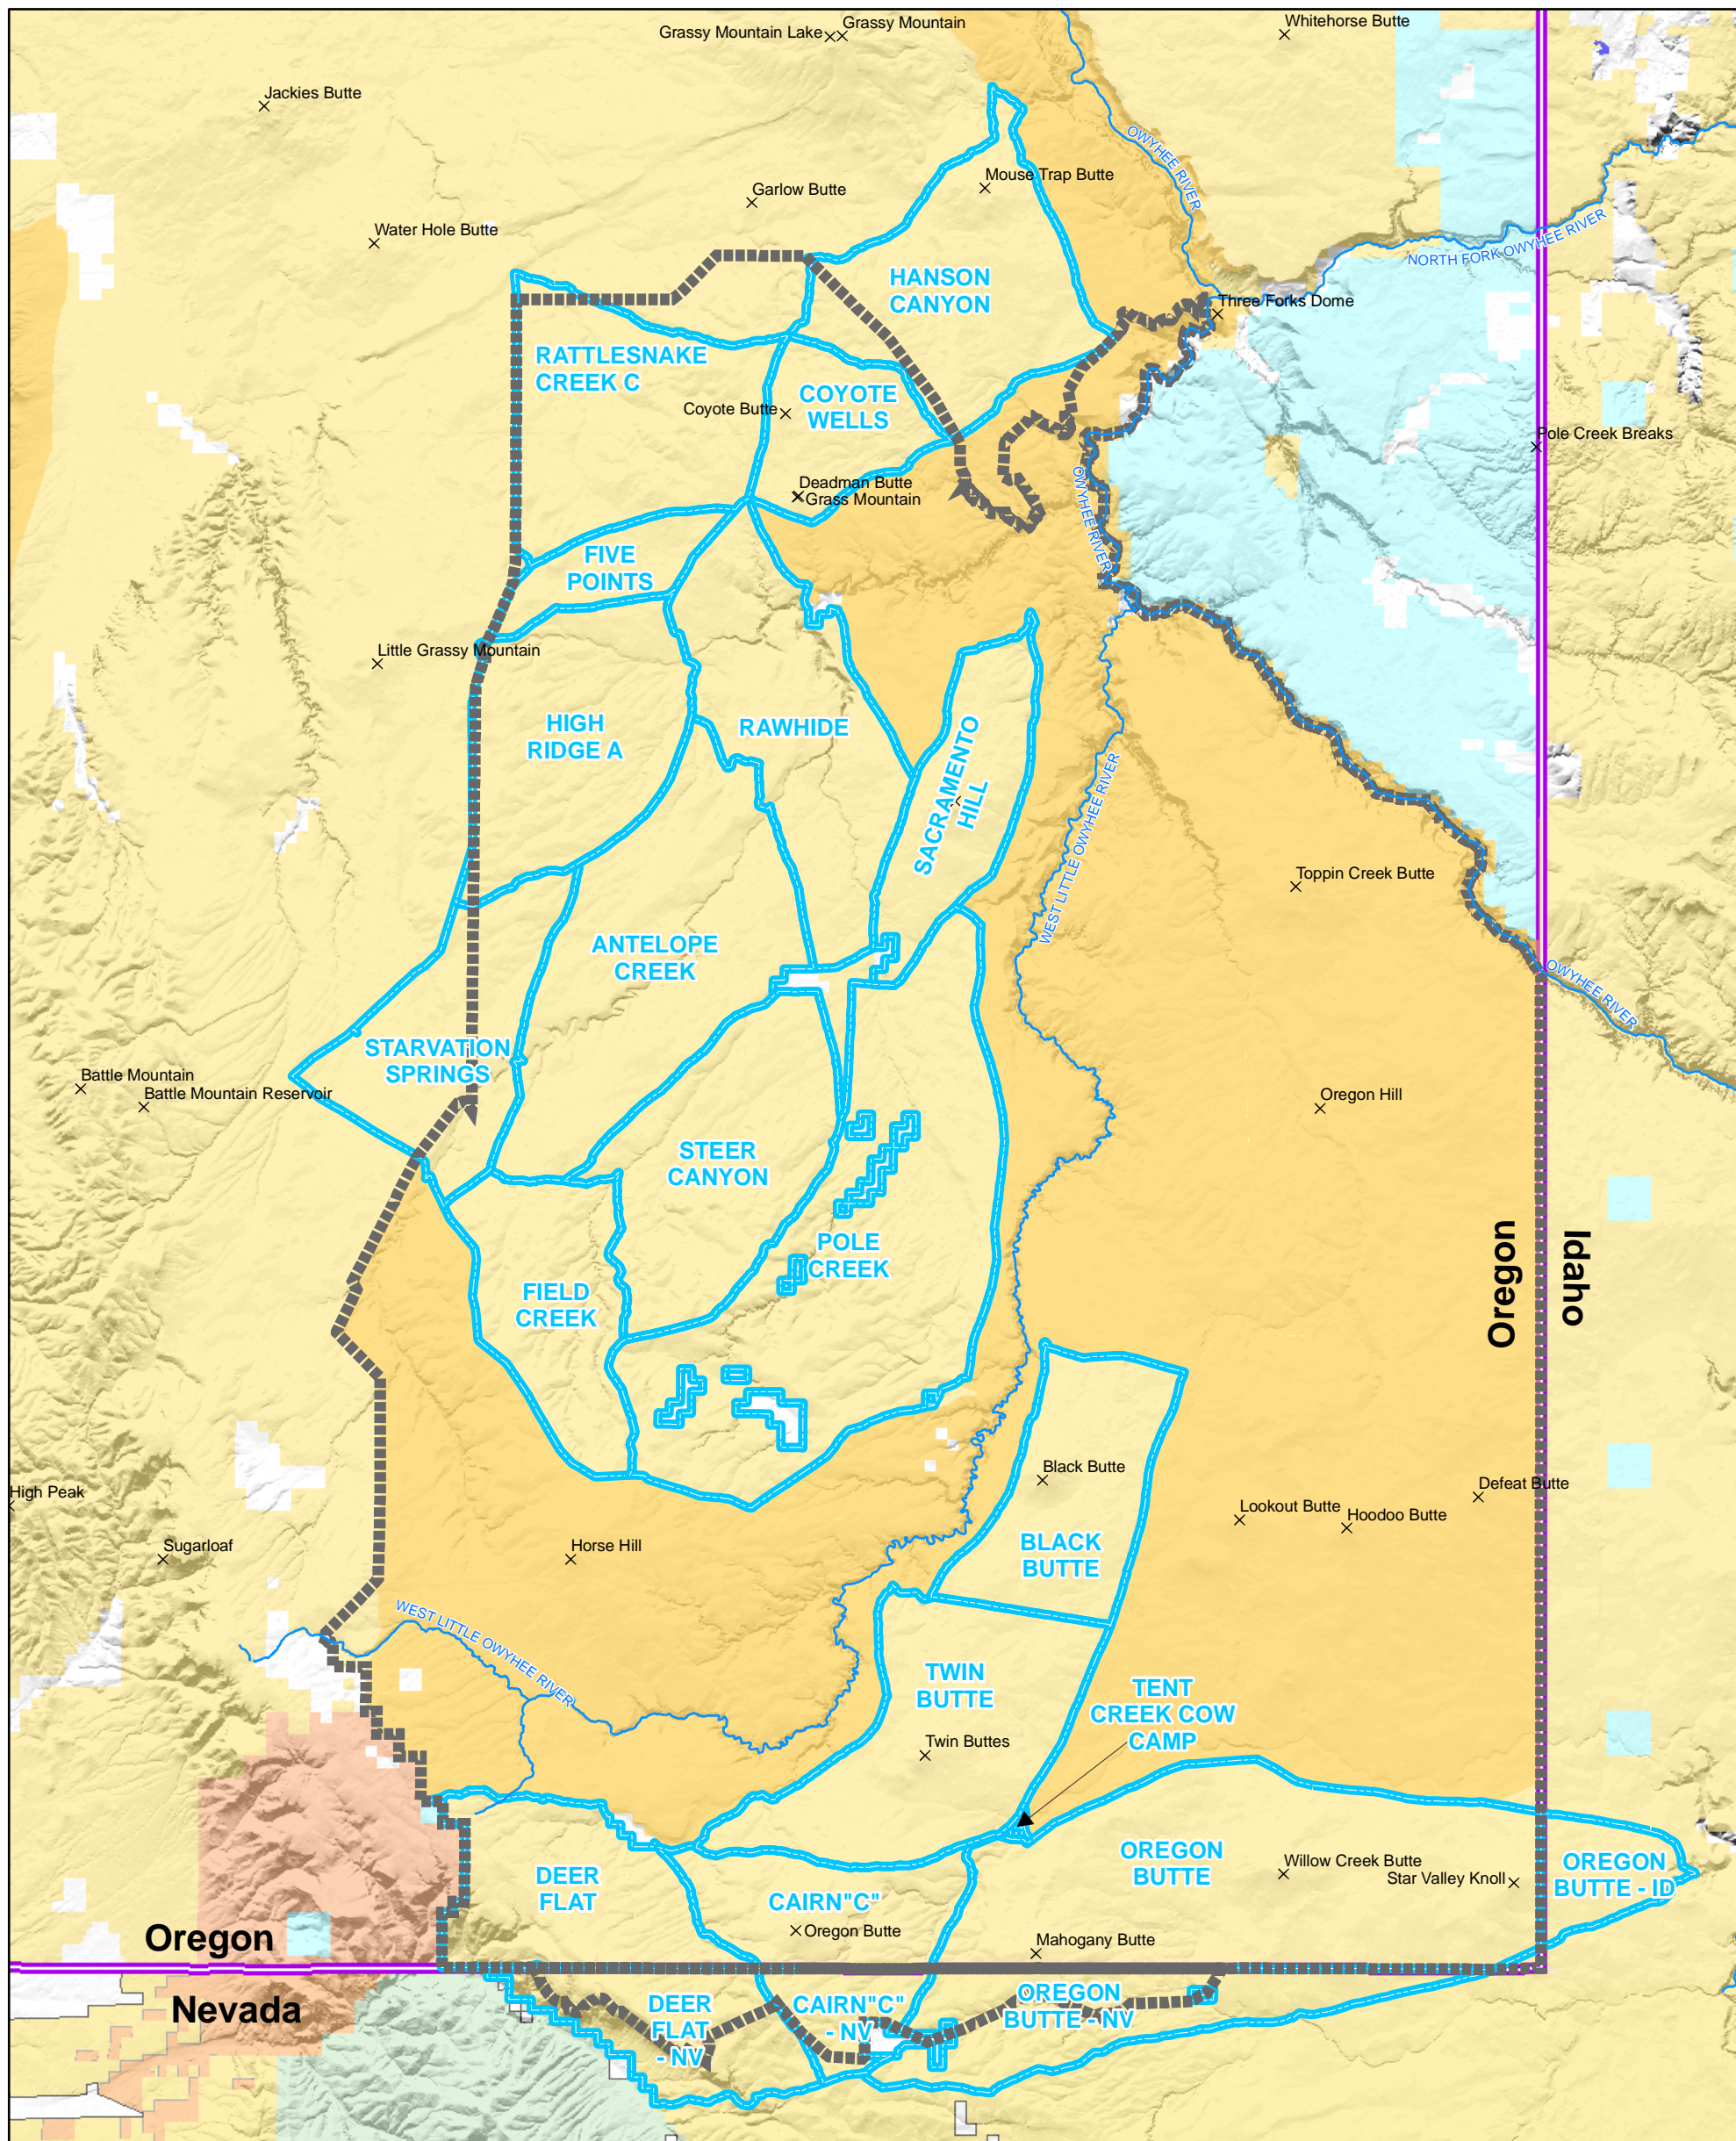 Grassy Mountain
Grassy Mountain Lake
Whitehorse Butte
Jackies Butte
OWYHEE RIVER
Mouse Trap Butte
Garlow Butte
Water Hole Butte
NORTH FORK OWYHEE RIVER
HANSON
CANYON
Three Forks Dome
RATTLESNAKE
CREEK C
COYOTE
WELLS
Coyote Butte
Pole Creek Breaks
Deadman Butte
Grass Mountain
OWYHEE RIVER
FIVE
POINTS
Little Grassy Mountain
HIGH
RIDGE A
RAWHIDE
SACRAMENTO
HILL
WEST LITTLE OWYHEE RIVER
Toppin Creek Butte
ANTELOPE
CREEK
OWYHEE RIVER
STARVATION
SPRINGS
Battle Mountain
Battle Mountain Reservoir
Oregon Hill
STEER
CANYON
POLE
CREEK
Oregon
Idaho
FIELD
CREEK
Black Butte
High Peak
Defeat Butte
Lookout Butte
Hoodoo Butte
Sugarloaf
Horse Hill
BLACK
BUTTE
WEST LITTLE OWYHEE RIVER
TWIN
BUTTE
TENT
CREEK COW
CAMP
Twin Buttes
OREGON
BUTTE
Willow Creek Butte
Star Valley Knoll
OREGON
BUTTE - ID
DEER
FLAT
CAIRN"C"
Oregon Butte
Mahogany Butte
Oregon
Nevada
DEER
FLAT
- NV
CAIRN"C"
- NV
OREGON
BUTTE - NV